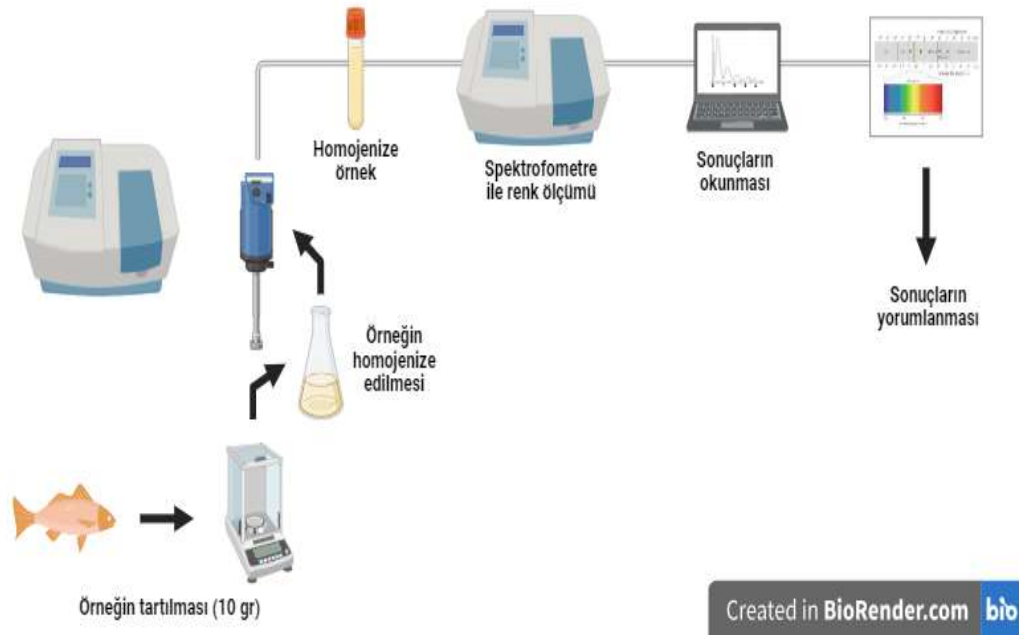 Homojenize
örnek
Spektrofometre
ile renk ölçümü
Sonuçların
okunması
Sonuçların
yorumlanması
Örneğin
homojenize
edilmesi
Örneğin tartılması (10 gr)
Created in BioRender.com bio